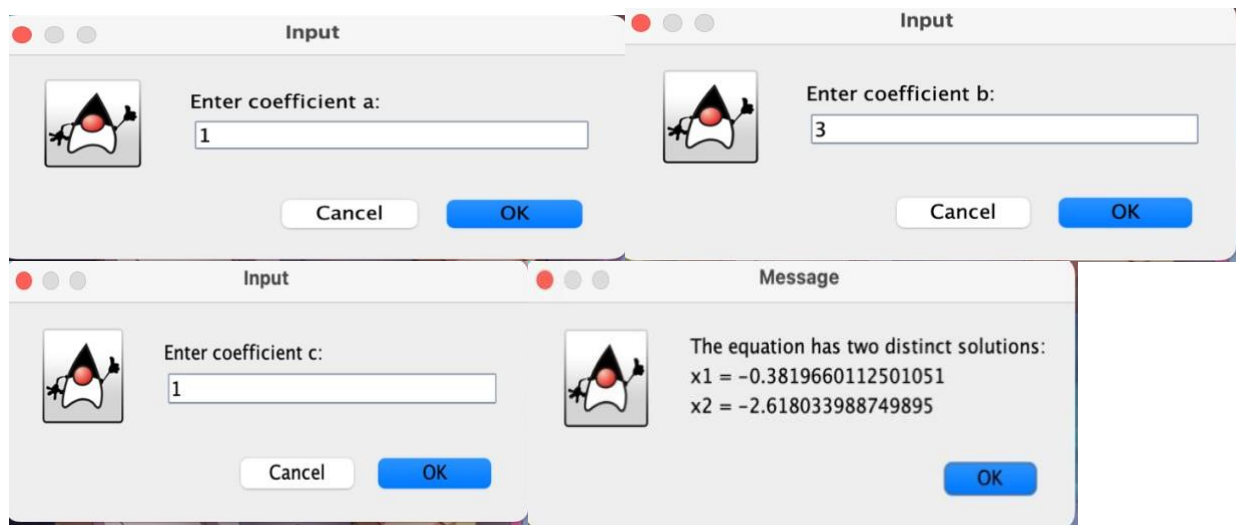 Input
Enter coefficient a:
1
Cancel OK
Input
Enter coefficient b:
3
Cancel OK
Input
Enter coefficient c:
1
Cancel OK
Message
The equation has two distinct solutions:
x1 = -0.3819660112501051
x2 = -2.618033988749895
OK